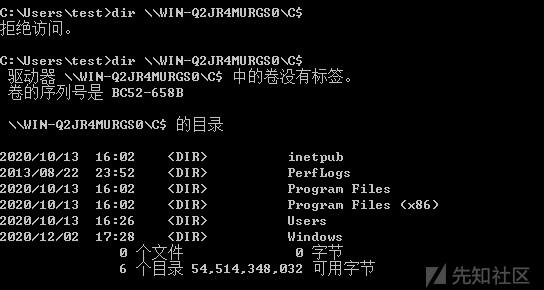 C:\Users\test>dir \\WIN-Q2JR4MURGS0\C$
拒绝访问。
C:\Users\test>dir \\WIN-Q2JR4MURGS0\C$
驱动器 \\WIN-Q2JR4MURGS0\C$ 中的卷没有标签。
卷的序列号是 BC52-658B
\\WIN-Q2JR4MURGS0\C$ 的目录
2020/10/13  16:02    <DIR>          inetpub
2013/08/22  23:52    <DIR>          PerfLogs
2020/10/13  16:02    <DIR>          Program Files
2020/10/13  16:02    <DIR>          Program Files (x86)
2020/10/13  16:26    <DIR>          Users
2020/12/02  17:28    <DIR>          Windows
0 个文件              0 字节
6 个目录 54,514,348,032 可用字节
先知社区